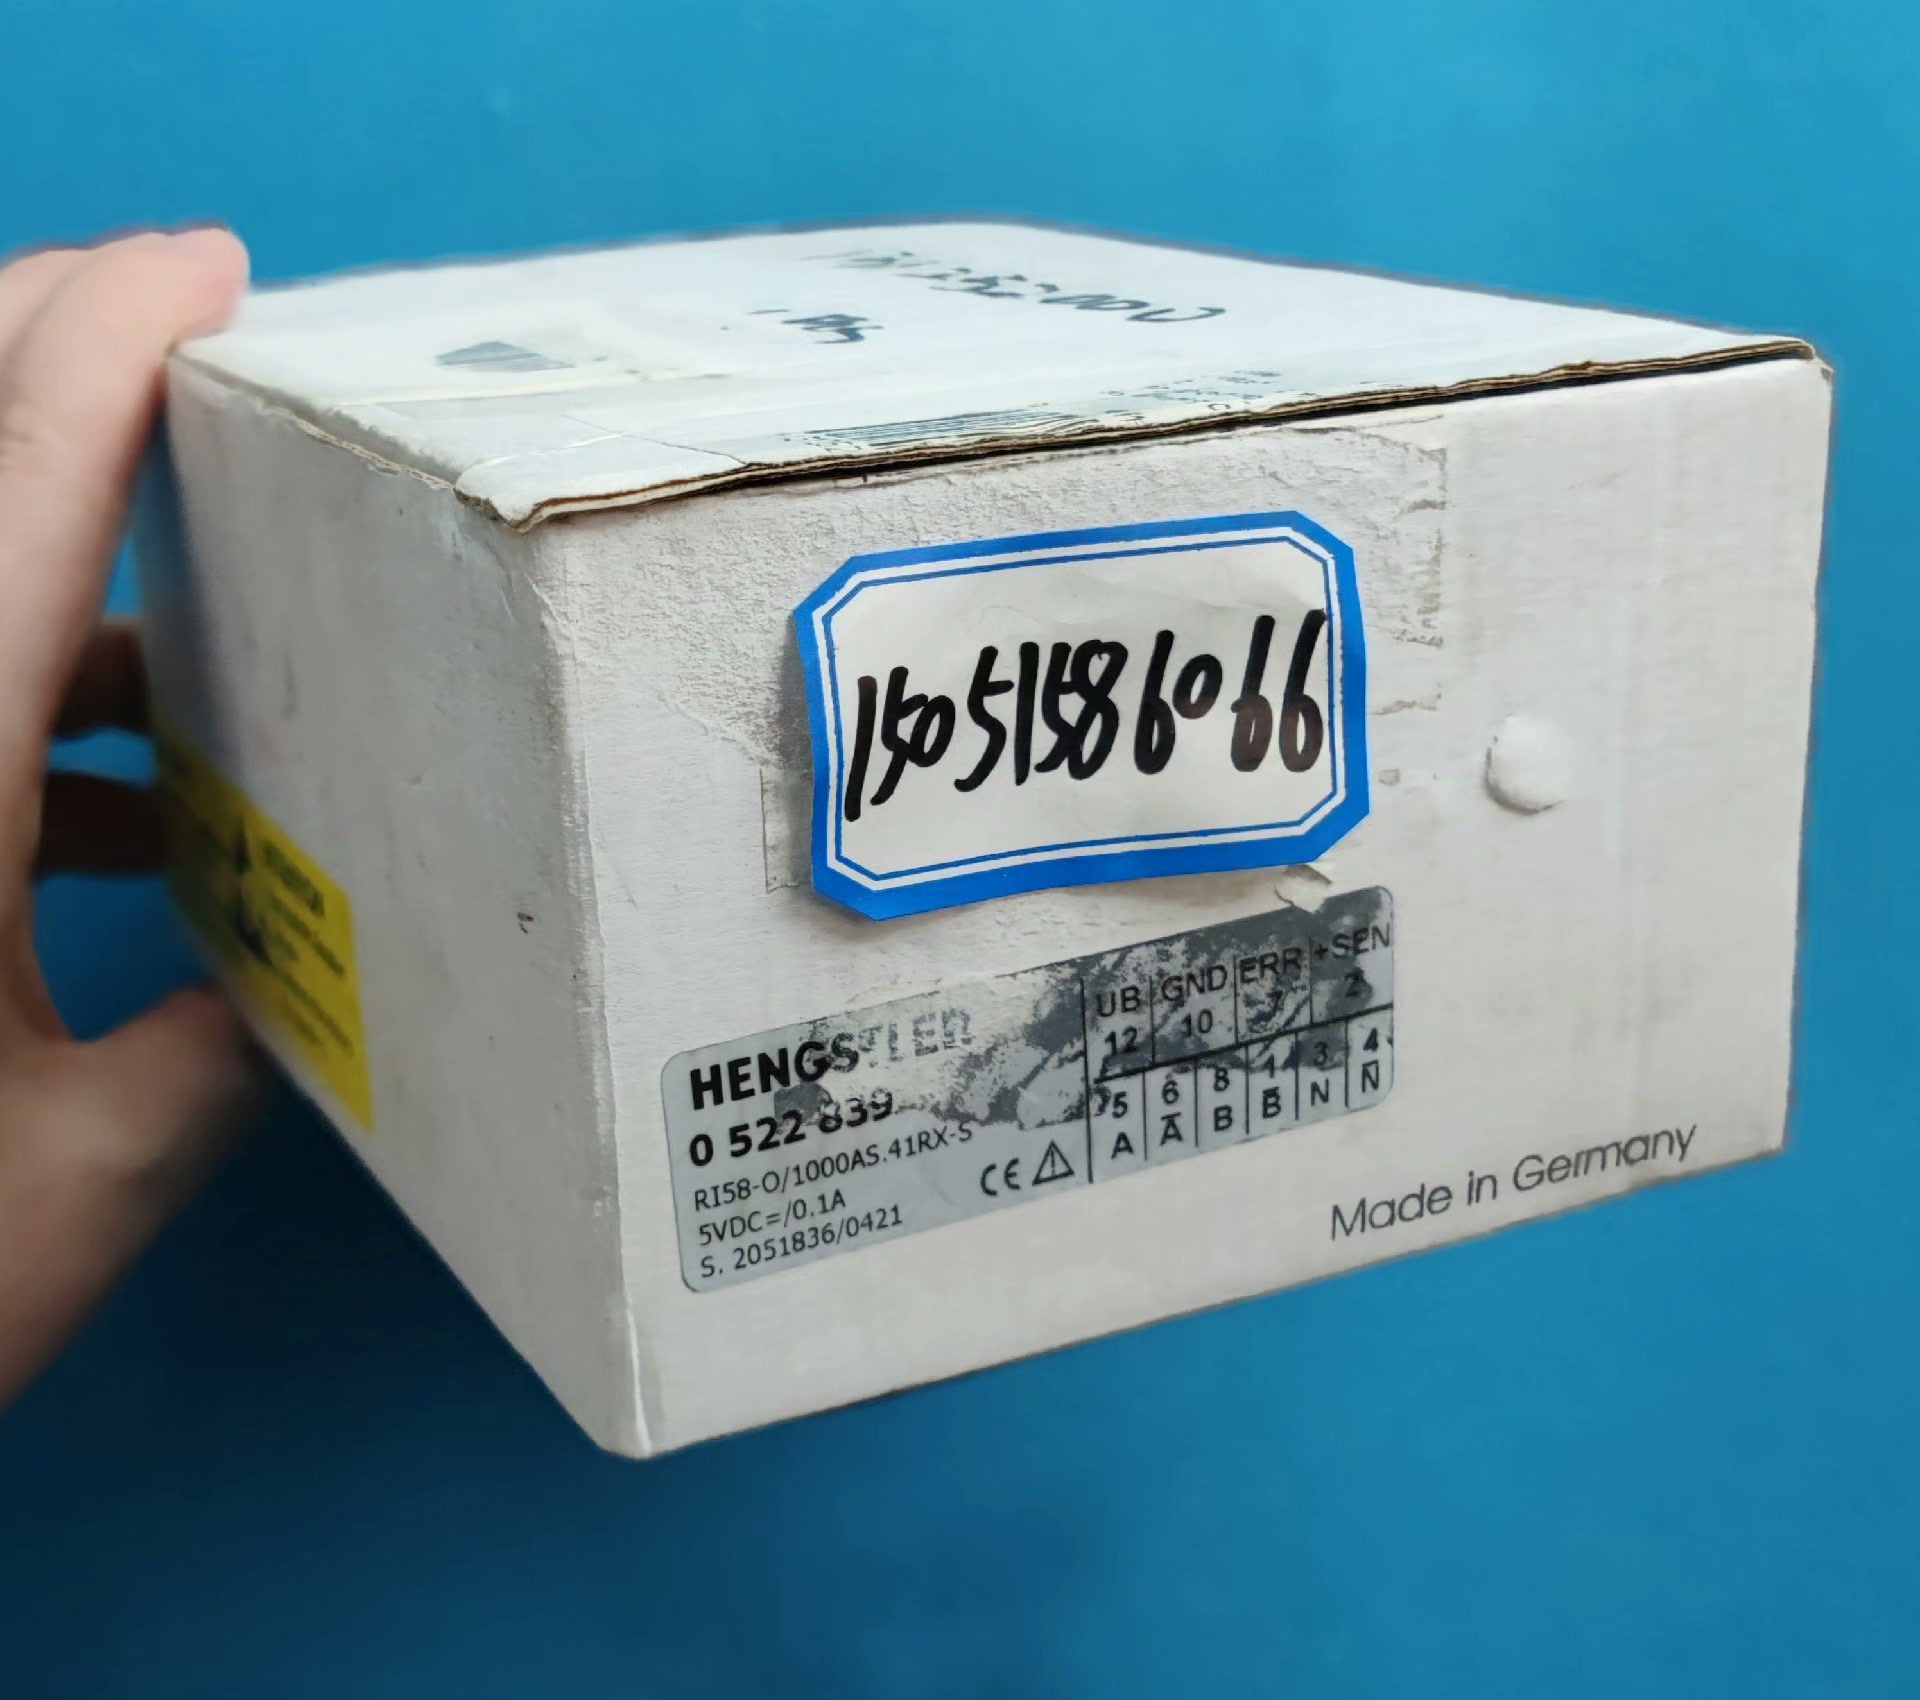 15051586066
HENGSTLER
0 522 839
RI58-O/1000AS.41RX-S
5VDC=/0.1A
S. 2051836/0421
CE
UB GND ERR +SEN
12 10 7 2
5 6 8 1 3 4
A A̅ B B̅ N N̅
Made in Germany